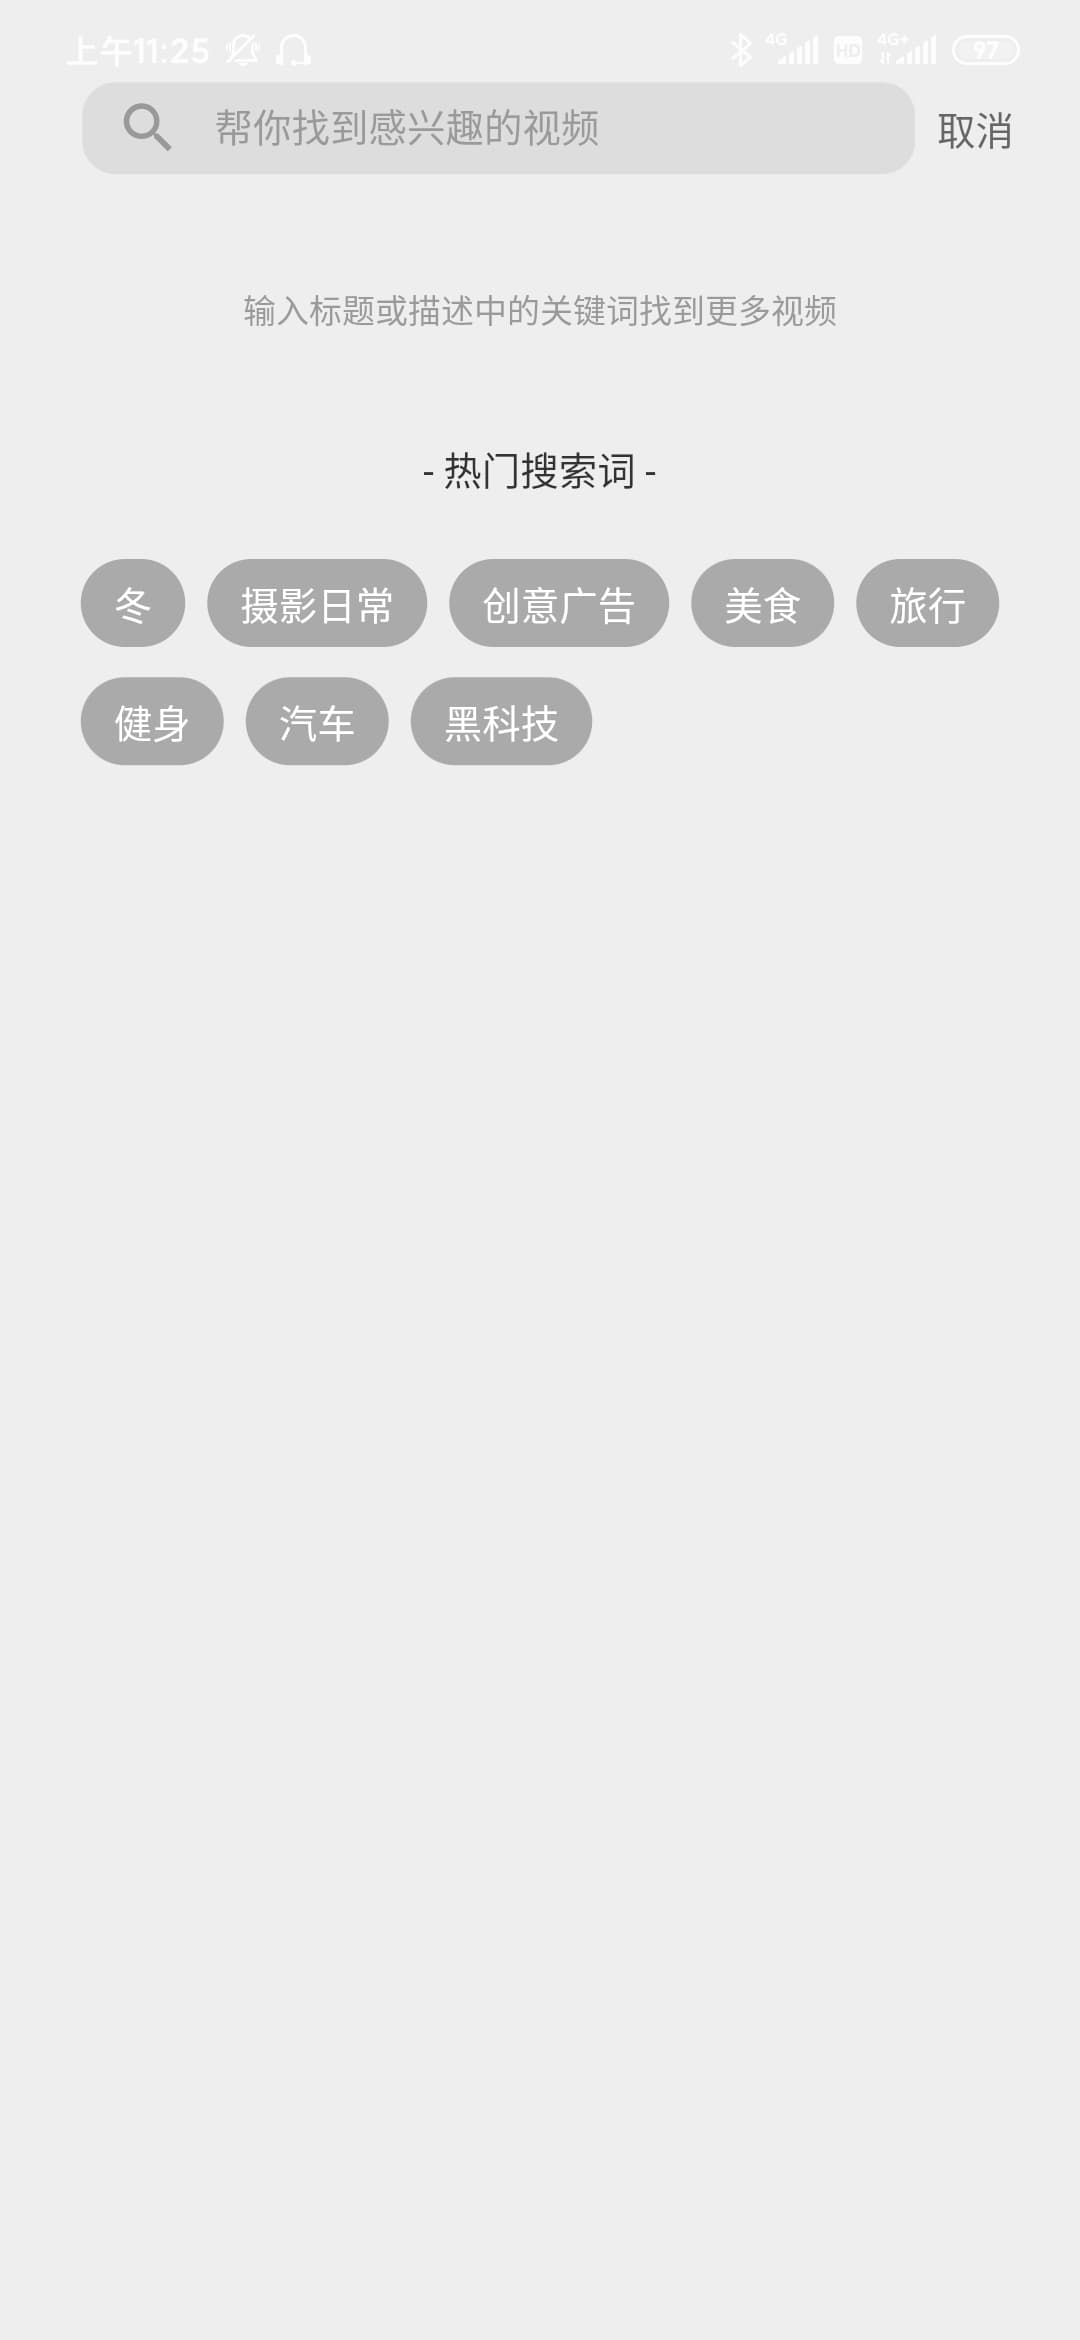 上午11:25 4G HD 4G+ 97
帮你找到感兴趣的视频 取消
输入标题或描述中的关键词找到更多视频
- 热门搜索词 -
冬 摄影日常 创意广告 美食 旅行
健身 汽车 黑科技